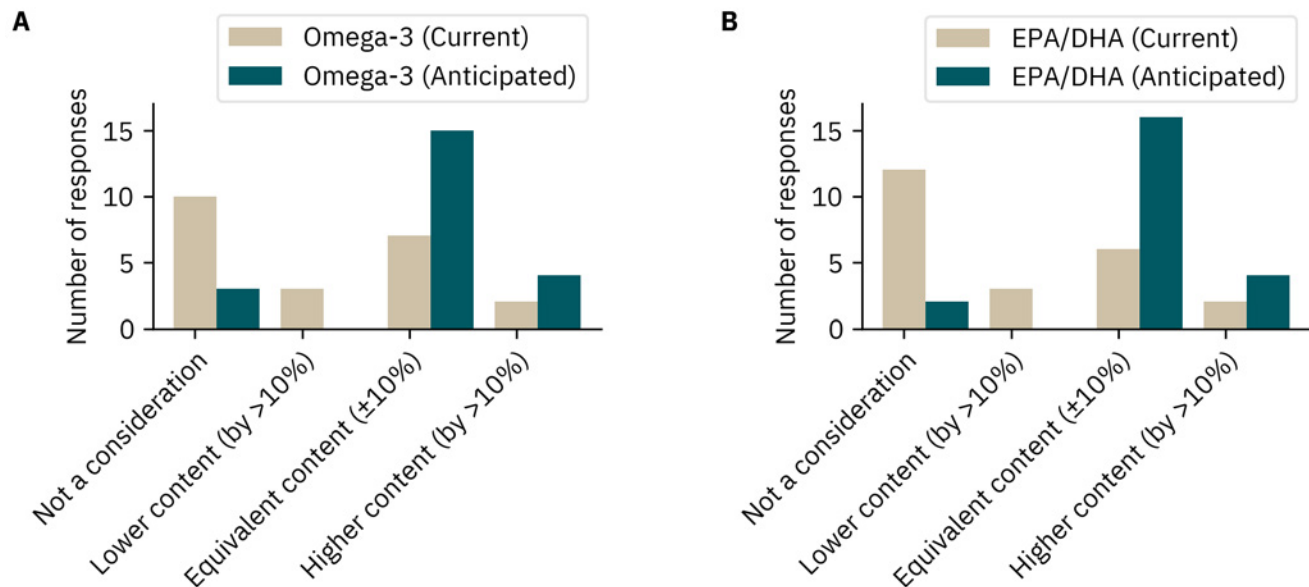 A
Omega-3 (Current)
Omega-3 (Anticipated)
Number of responses
15
10
5
0
Not a consideration
Lower content (by >10%)
Equivalent content (±10%)
Higher content (by >10%)
B
EPA/DHA (Current)
EPA/DHA (Anticipated)
Number of responses
15
10
5
0
Not a consideration
Lower content (by >10%)
Equivalent content (±10%)
Higher content (by >10%)